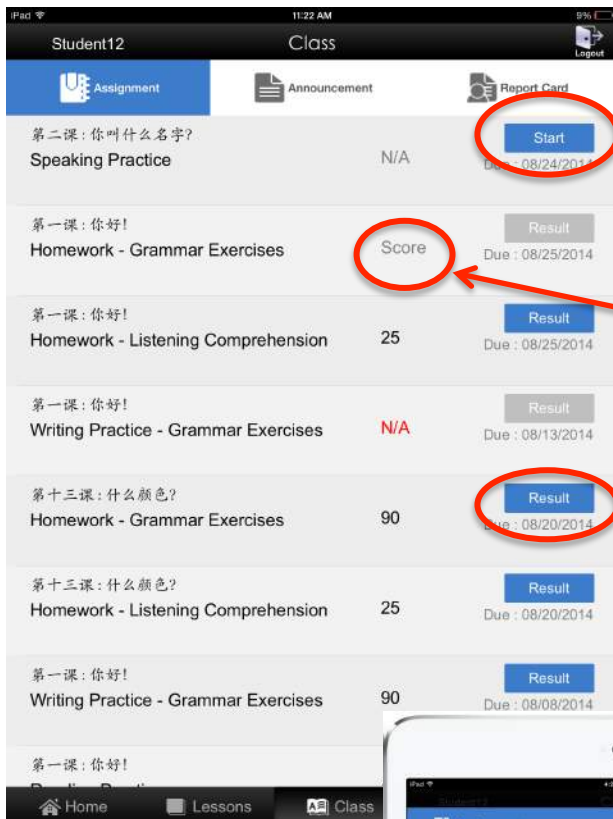 iPad 11:22 AM 9%
Student12 Class Logout
Assignment Announcement Report Card
第二课:你叫什么名字?
Speaking Practice N/A Start
Due : 08/24/2014
第一课:你好!
Homework - Grammar Exercises Score Result
Due : 08/25/2014
第一课:你好!
Homework - Listening Comprehension 25 Result
Due : 08/25/2014
第一课:你好!
Writing Practice - Grammar Exercises N/A Result
Due : 08/13/2014
第十三课:什么颜色?
Homework - Grammar Exercises 90 Result
Due : 08/20/2014
第十三课:什么颜色?
Homework - Listening Comprehension 25 Result
Due : 08/20/2014
第一课:你好!
Writing Practice - Grammar Exercises 90 Result
Due : 08/08/2014
第一课:你好!
Home Lessons Class
iPad
Student12